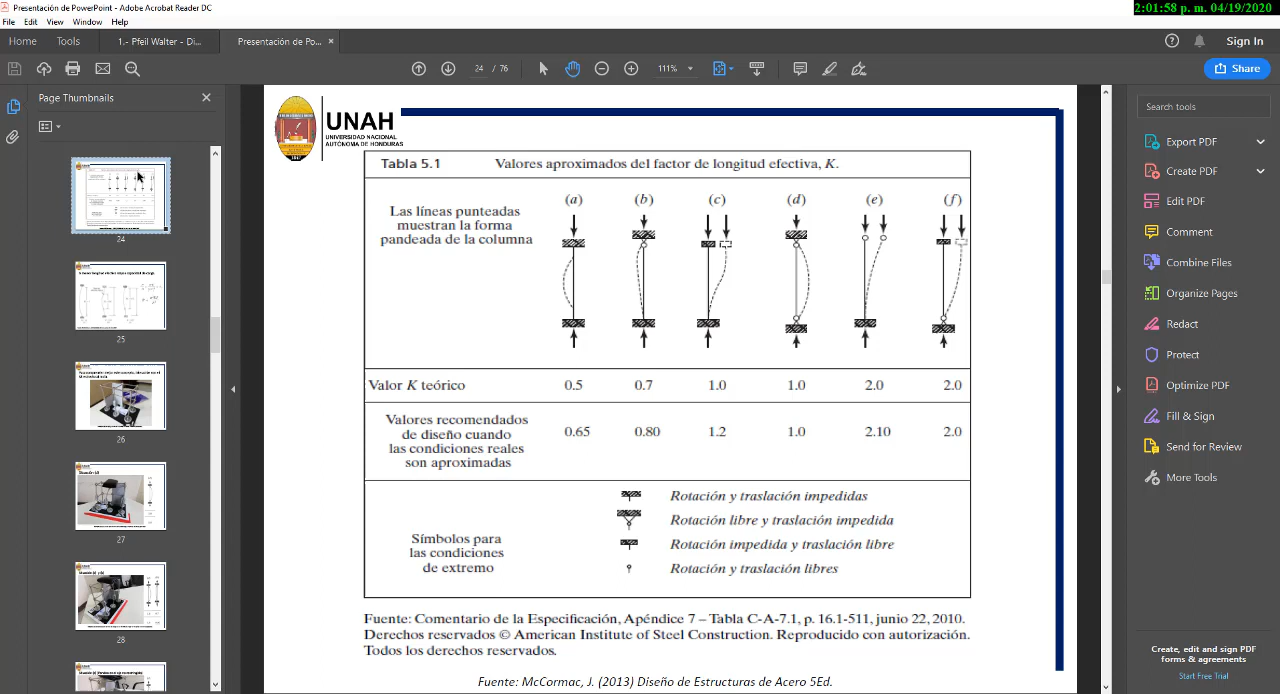 Presentación de PowerPoint - Adobe Acrobat Reader DC
2:01:58 p. m. 04/19/2020
File Edit View Window Help
Home Tools 1.- Pfeil Walter - Di... Presentación de Po... ×
Sign In
24 / 76 111%
Share
Page Thumbnails
Search tools
Export PDF
Create PDF
Edit PDF
Comment
Combine Files
Organize Pages
Redact
Protect
Optimize PDF
Fill & Sign
Send for Review
More Tools
Create, edit and sign PDF
forms & agreements
Start Free Trial
24
25
26
27
28
UNAH
UNIVERSIDAD NACIONAL
AUTÓNOMA DE HONDURAS
Tabla 5.1 Valores aproximados del factor de longitud efectiva, K.
Las líneas punteadas
muestran la forma
pandeada de la columna
(a) (b) (c) (d) (e) (f)
Valor K teórico 0.5 0.7 1.0 1.0 2.0 2.0
Valores recomendados
de diseño cuando
las condiciones reales
son aproximadas
0.65 0.80 1.2 1.0 2.10 2.0
Símbolos para
las condiciones
de extremo
Rotación y traslación impedidas
Rotación libre y traslación impedida
Rotación impedida y traslación libre
Rotación y traslación libres
Fuente: Comentario de la Especificación, Apéndice 7 – Tabla C-A-7.1, p. 16.1-511, junio 22, 2010.
Derechos reservados © American Institute of Steel Construction. Reproducido con autorización.
Todos los derechos reservados.
Fuente: McCormac, J. (2013) Diseño de Estructuras de Acero 5Ed.